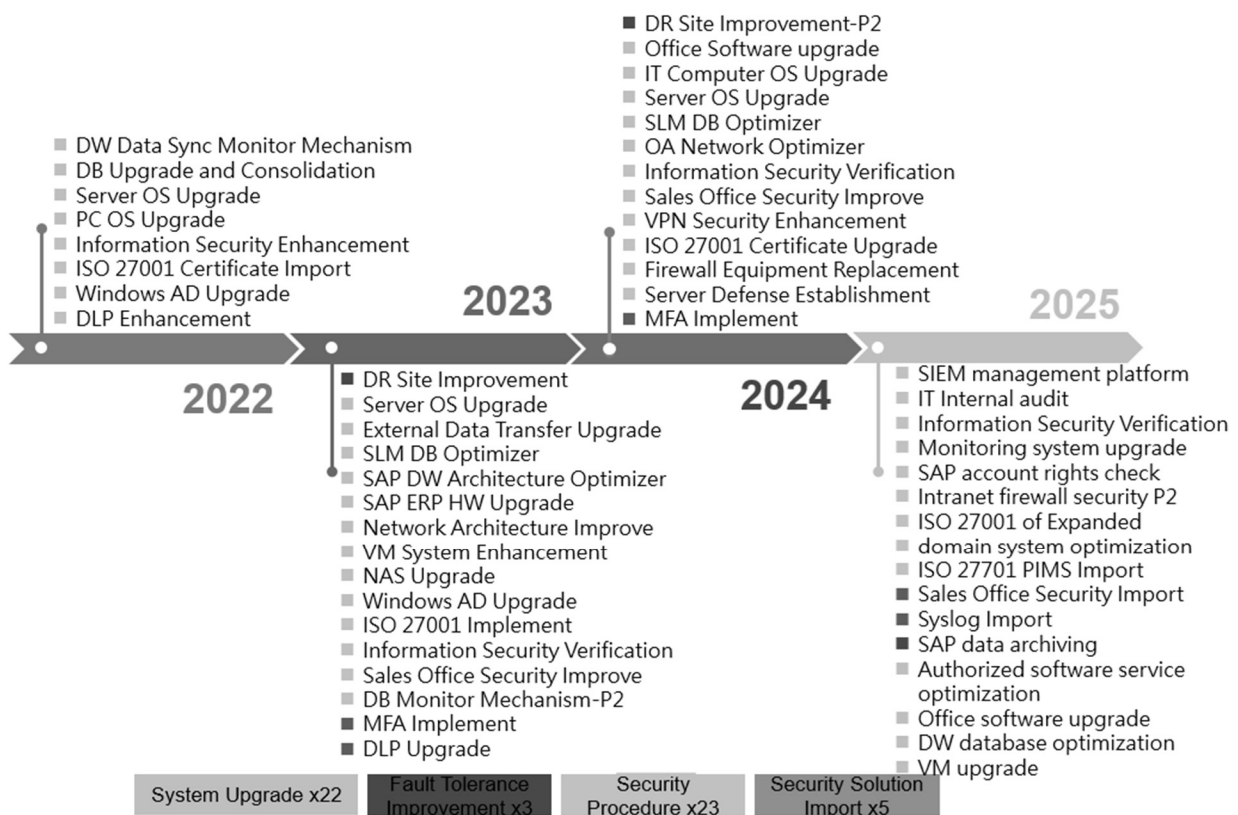 DW Data Sync Monitor Mechanism
DB Upgrade and Consolidation
Server OS Upgrade
PC OS Upgrade
Information Security Enhancement
ISO 27001 Certificate Import
Windows AD Upgrade
DLP Enhancement
2022
2023
DR Site Improvement
Server OS Upgrade
External Data Transfer Upgrade
SLM DB Optimizer
SAP DW Architecture Optimizer
SAP ERP HW Upgrade
Network Architecture Improve
VM System Enhancement
NAS Upgrade
Windows AD Upgrade
ISO 27001 Implement
Information Security Verification
Sales Office Security Improve
DB Monitor Mechanism-P2
MFA Implement
DLP Upgrade
DR Site Improvement-P2
Office Software upgrade
IT Computer OS Upgrade
Server OS Upgrade
SLM DB Optimizer
OA Network Optimizer
Information Security Verification
Sales Office Security Improve
VPN Security Enhancement
ISO 27001 Certificate Upgrade
Firewall Equipment Replacement
Server Defense Establishment
MFA Implement
2024
2025
SIEM management platform
IT Internal audit
Information Security Verification
Monitoring system upgrade
SAP account rights check
Intranet firewall security P2
ISO 27001 of Expanded
domain system optimization
ISO 27701 PIMS Import
Sales Office Security Import
Syslog Import
SAP data archiving
Authorized software service
optimization
Office software upgrade
DW database optimization
VM upgrade
System Upgrade x22
Fault Tolerance
Improvement x3
Security
Procedure x23
Security Solution
Import x5